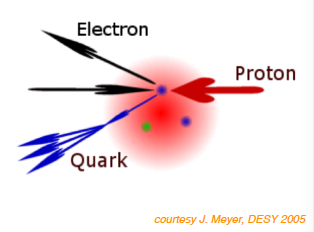 Electron
Proton
Quark
courtesy J. Meyer, DESY 2005